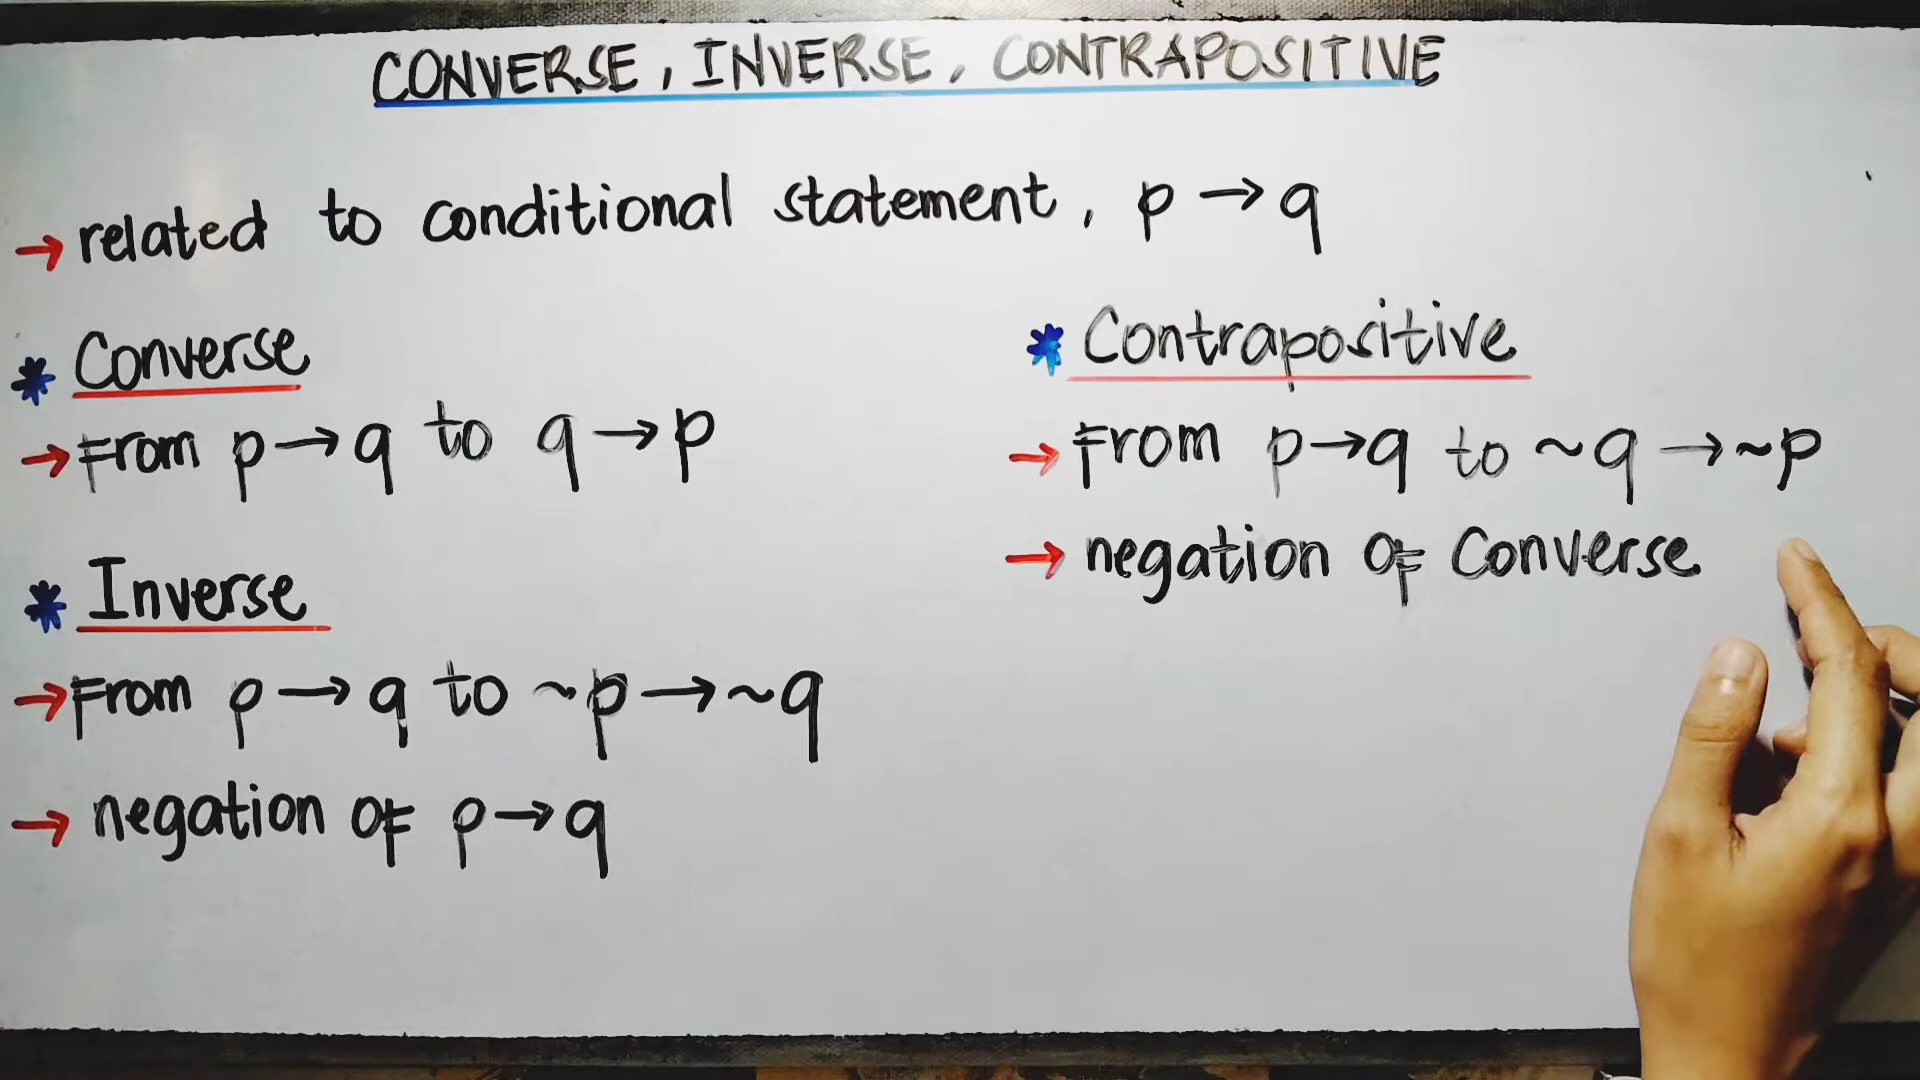 CONVERSE, INVERSE, CONTRAPOSITIVE
→ related to conditional statement, p → q
* Converse
→ From p → q to q → p
* Inverse
→ From p → q to ~p → ~q
→ negation of p → q
* Contrapositive
→ From p → q to ~q → ~p
→ negation of Converse